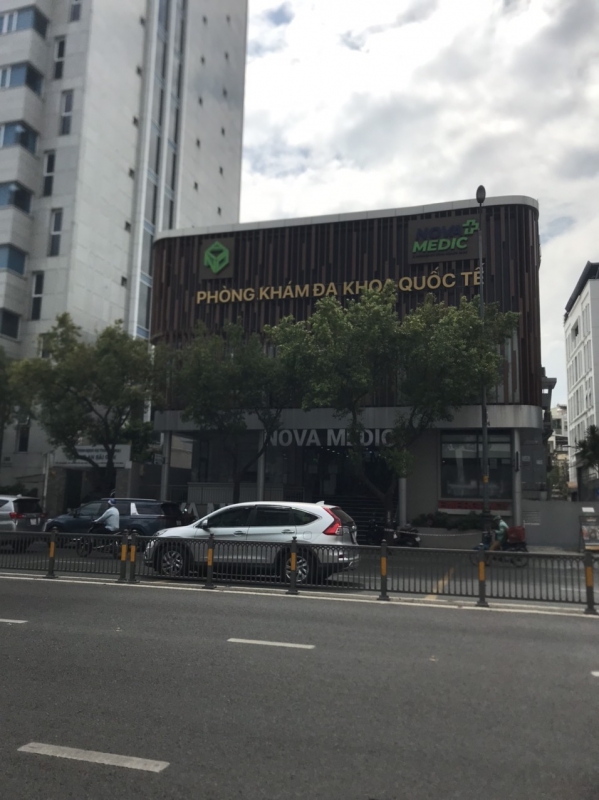 NOVA
MEDIC
PHÒNG KHÁM ĐA KHOA QUỐC TẾ
NOVA MEDIC